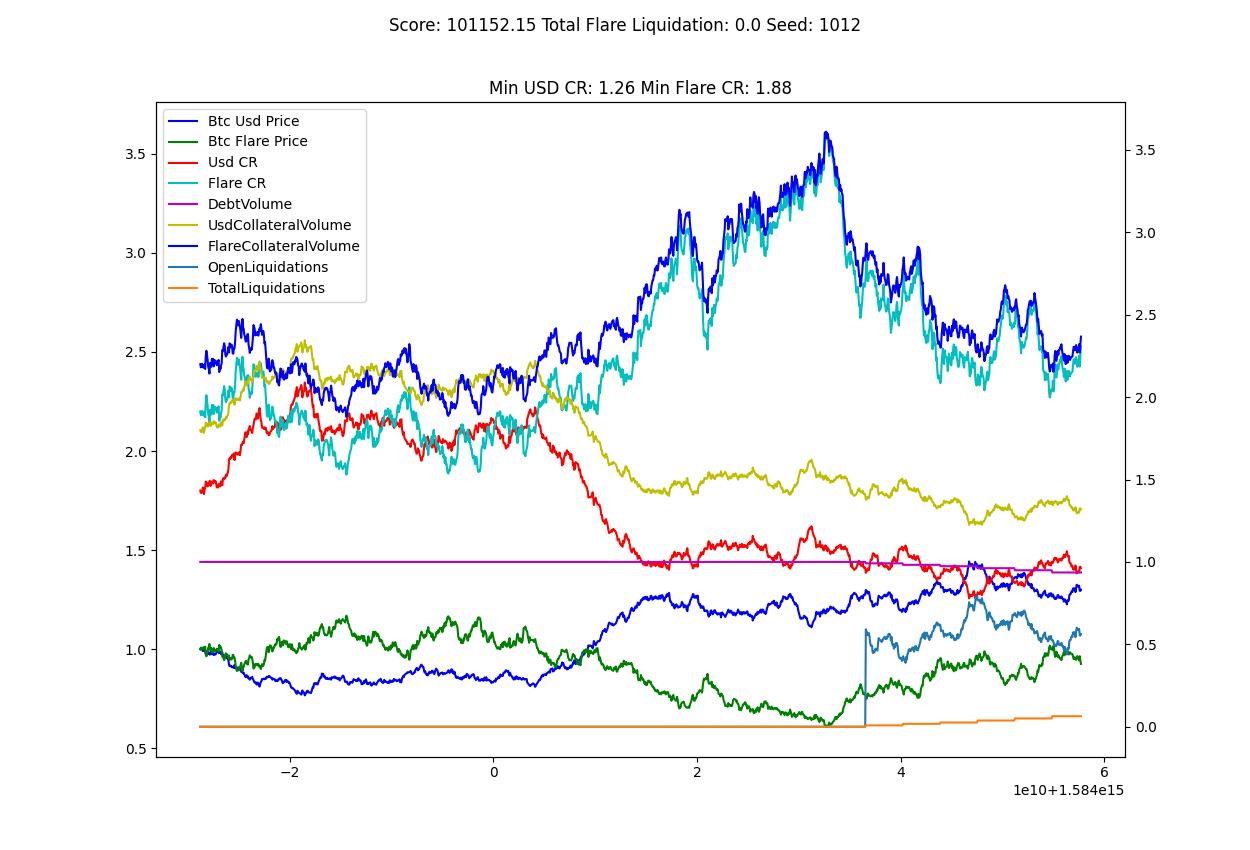 Score: 101152.15 Total Flare Liquidation: 0.0 Seed: 1012
Min USD CR: 1.26 Min Flare CR: 1.88
Btc Usd Price
Btc Flare Price
Usd CR
Flare CR
DebtVolume
UsdCollateralVolume
FlareCollateralVolume
OpenLiquidations
TotalLiquidations
3.5
3.0
2.5
2.0
1.5
1.0
0.5
3.5
3.0
2.5
2.0
1.5
1.0
0.5
0.0
−2
0
2
4
6
1e10+1.584e15